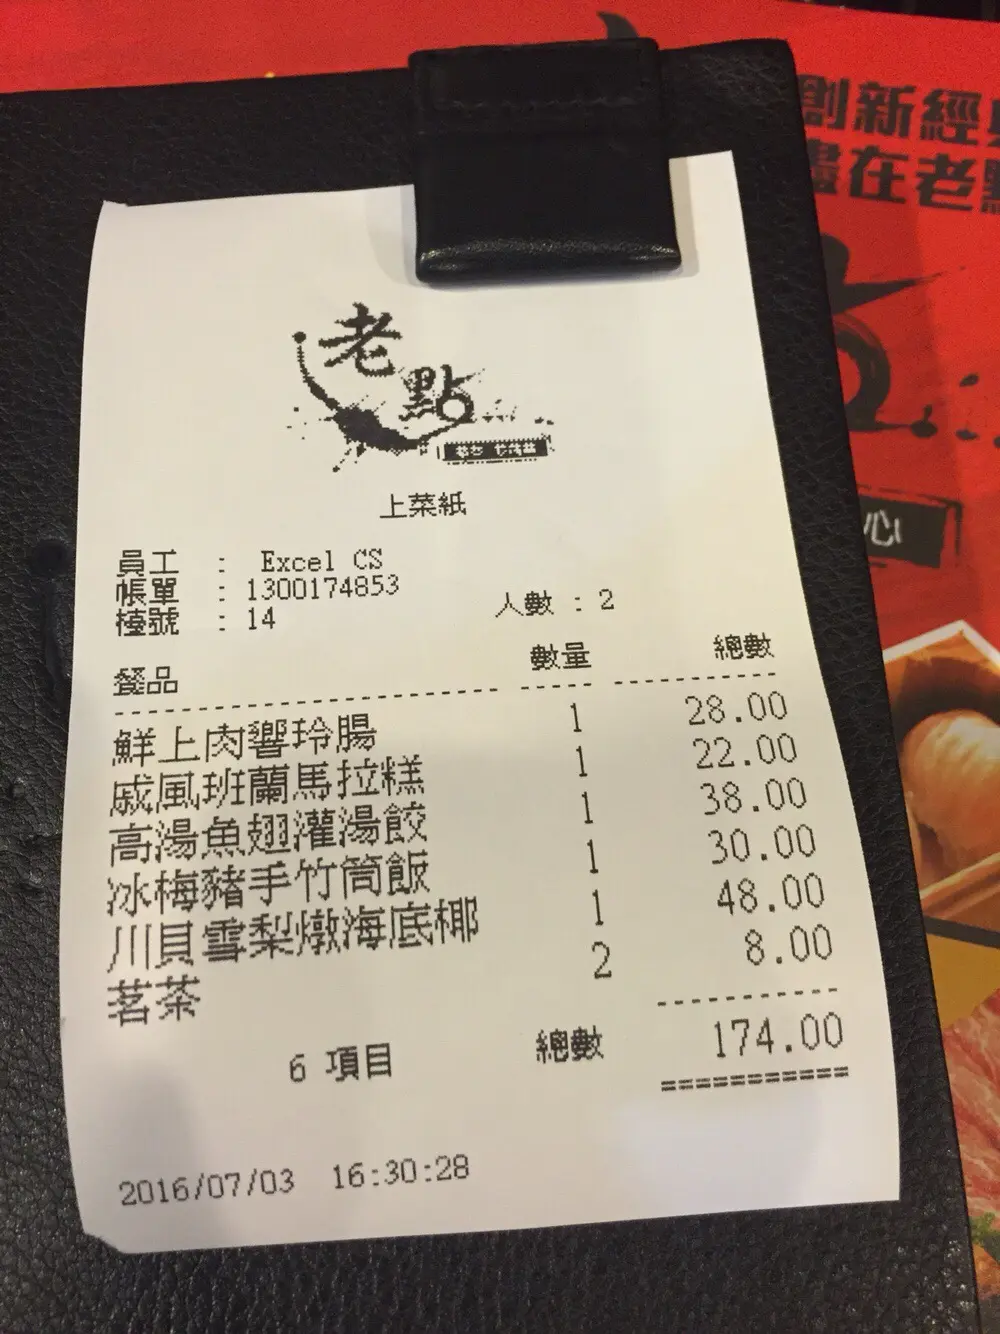 創新經
盡在老點
心
老點
上菜紙
員工 : Excel CS
帳單 : 1300174853
檯號 : 14 人數 : 2
餐品 數量 總數
鮮上肉響玲腸 1 28.00
戚風班蘭馬拉糕 1 22.00
高湯魚翅灌湯餃 1 38.00
冰梅豬手竹筒飯 1 30.00
川貝雪梨燉海底椰 1 48.00
茗茶 2 8.00
6 項目 總數 174.00
2016/07/03 16:30:28